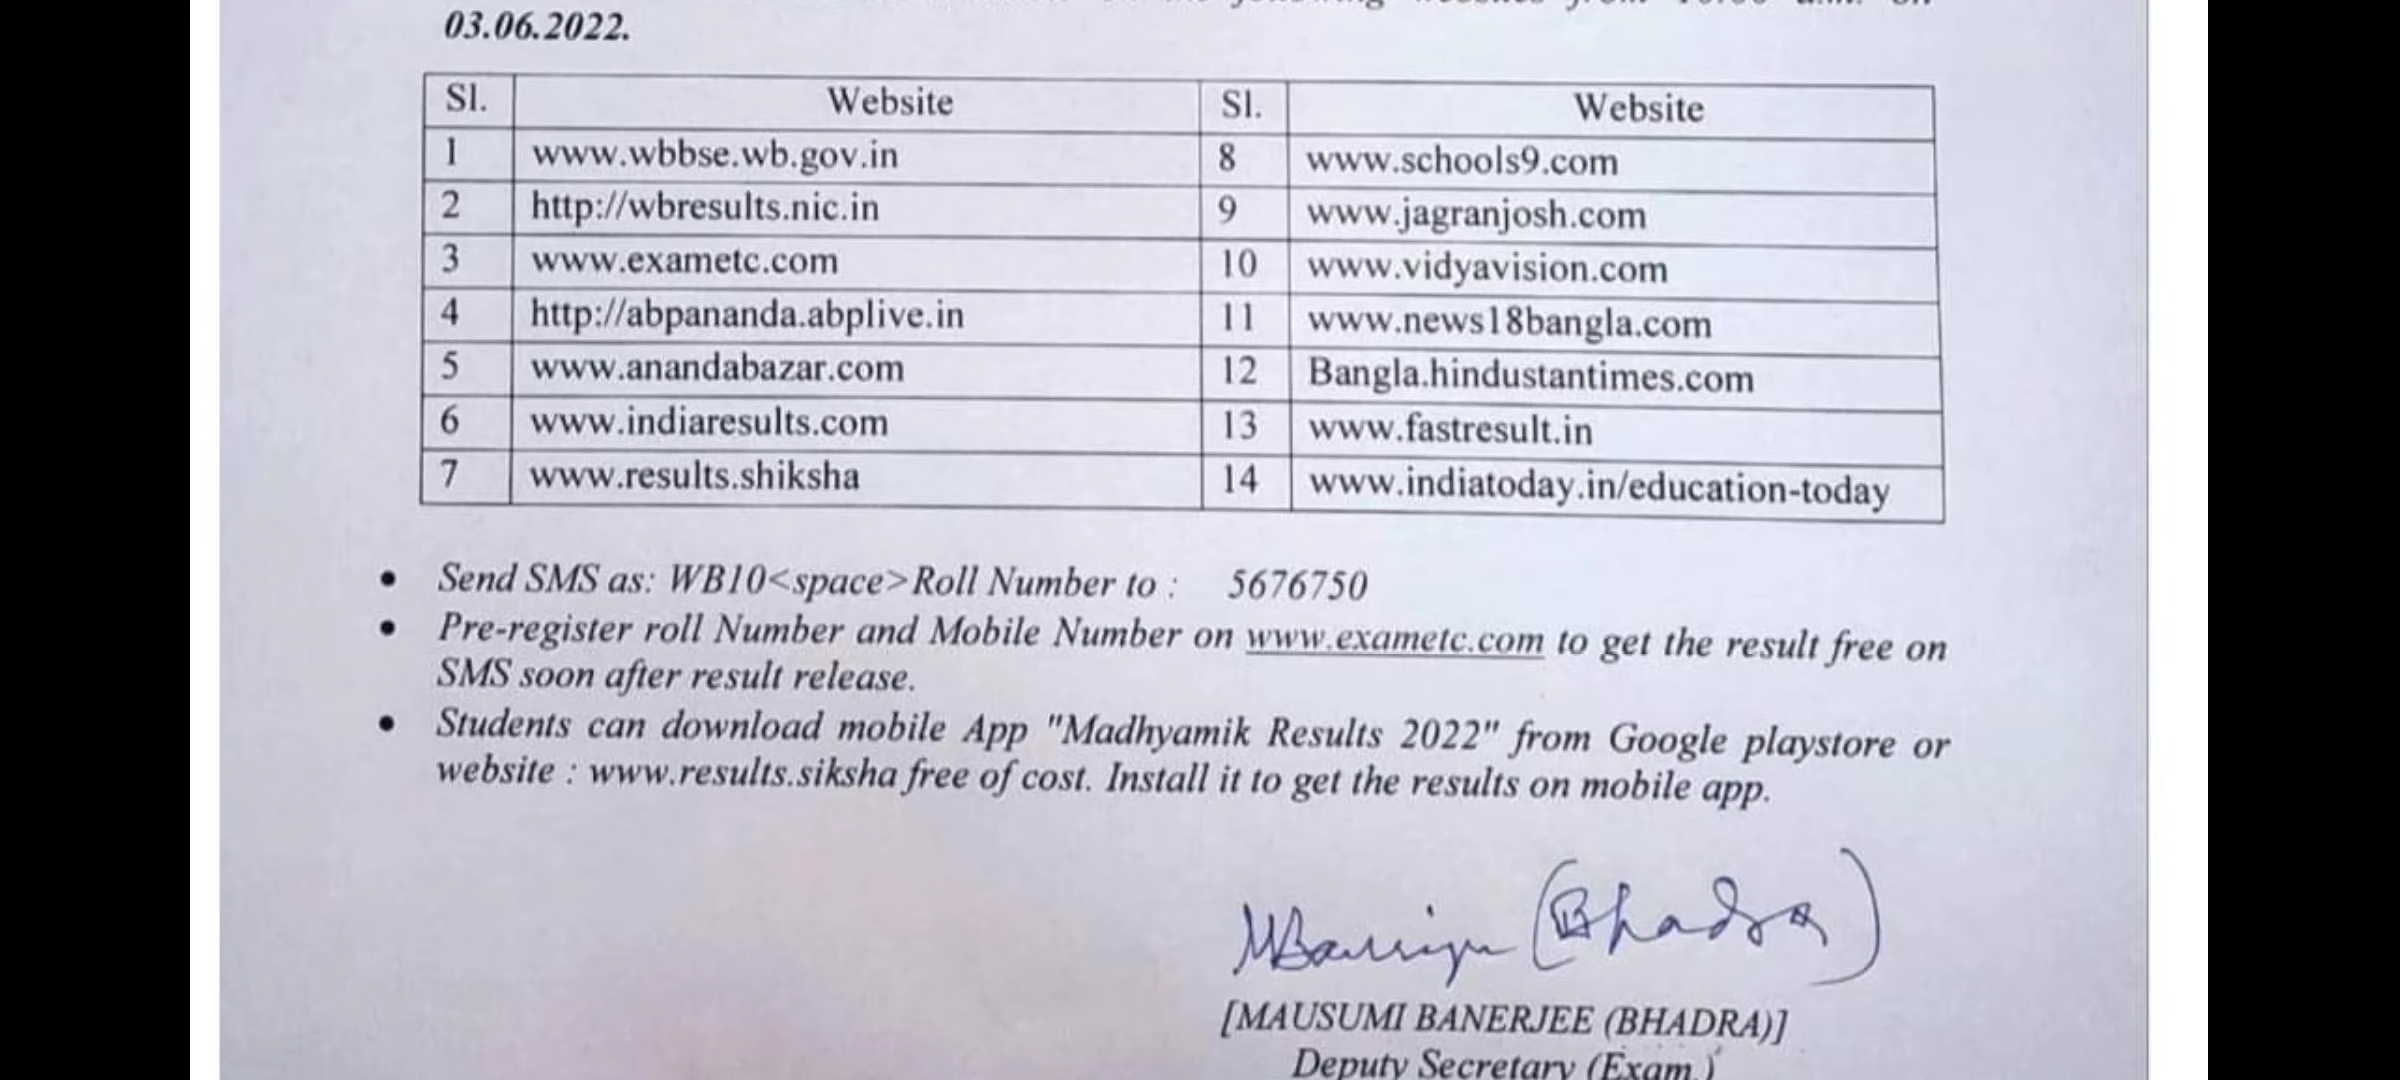 03.06.2022.
Sl. Website Sl. Website
1 www.wbbse.wb.gov.in 8 www.schools9.com
2 http://wbresults.nic.in 9 www.jagranjosh.com
3 www.exametc.com 10 www.vidyavision.com
4 http://abpananda.abplive.in 11 www.news18bangla.com
5 www.anandabazar.com 12 Bangla.hindustantimes.com
6 www.indiaresults.com 13 www.fastresult.in
7 www.results.shiksha 14 www.indiatoday.in/education-today
• Send SMS as: WB10<space>Roll Number to : 5676750
• Pre-register roll Number and Mobile Number on www.exametc.com to get the result free on
SMS soon after result release.
• Students can download mobile App "Madhyamik Results 2022" from Google playstore or
website : www.results.siksha free of cost. Install it to get the results on mobile app.
(Bhadra)
[MAUSUMI BANERJEE (BHADRA)]
Deputy Secretary (Exam.)